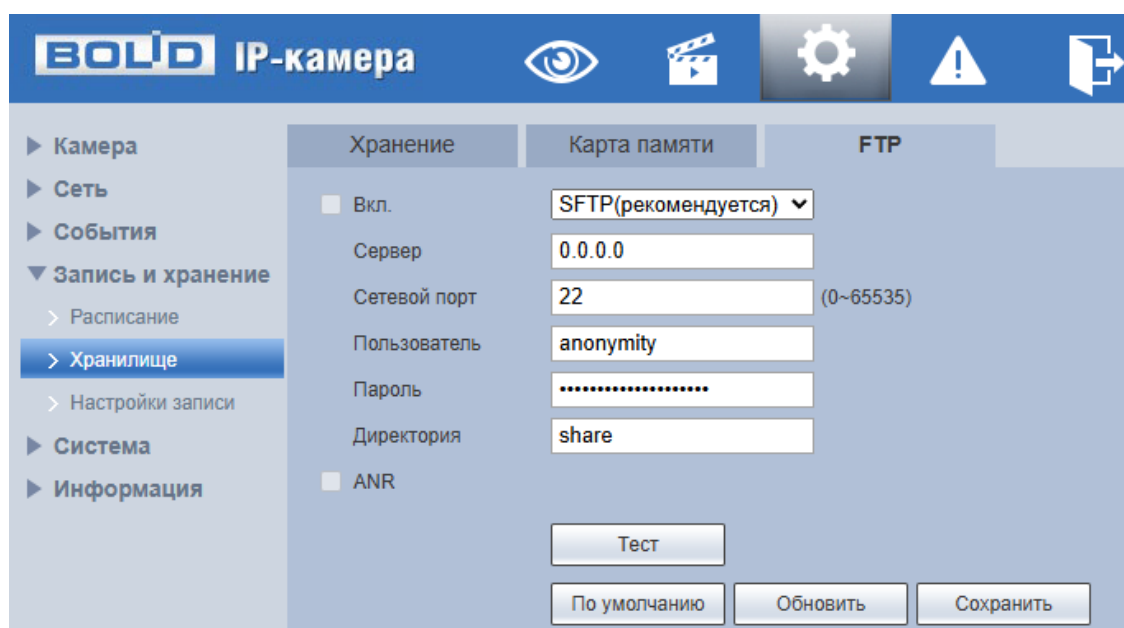 BOLID IP-камера
Камера
Сеть
События
Запись и хранение
Расписание
Хранилище
Настройки записи
Система
Информация
Хранение Карта памяти FTP
Вкл. SFTP(рекомендуется)
Сервер 0.0.0.0
Сетевой порт 22 (0~65535)
Пользователь anonymity
Пароль ••••••••••••••••••••
Директория share
ANR
Тест
По умолчанию Обновить Сохранить